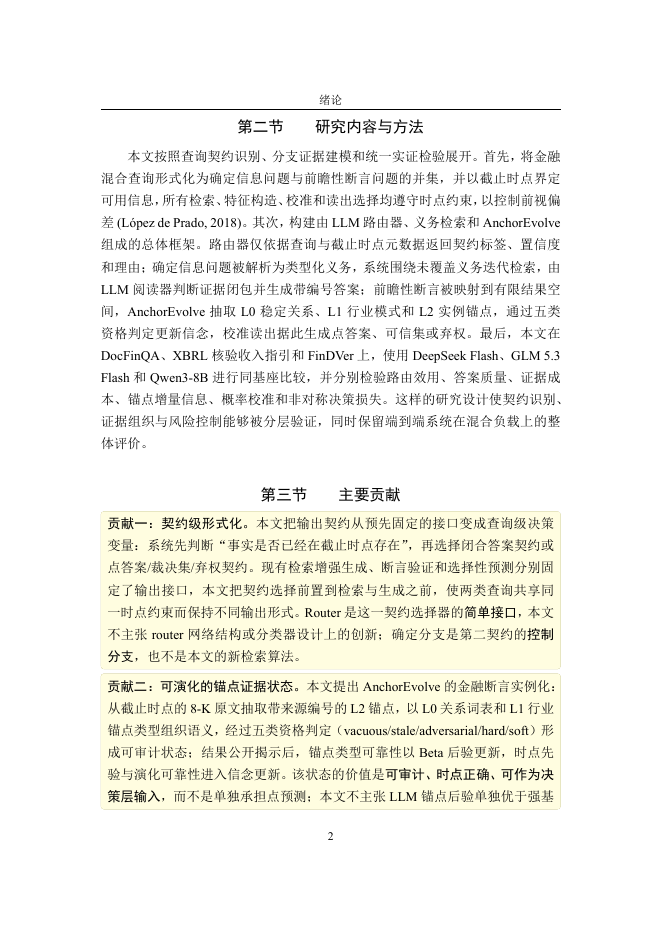 绪论
第二节 研究内容与方法
本文按照查询契约识别、分支证据建模和统一实证检验展开。首先，将金融
混合查询形式化为确定信息问题与前瞻性断言问题的并集，并以截止时点界定
可用信息，所有检索、特征构造、校准和读出选择均遵守时点约束，以控制前视偏
差 (López de Prado, 2018)。其次，构建由 LLM 路由器、义务检索和 AnchorEvolve
组成的总体框架。路由器仅依据查询与截止时点元数据返回契约标签、置信度
和理由；确定信息问题被解析为类型化义务，系统围绕未覆盖义务迭代检索，由
LLM 阅读器判断证据闭包并生成带编号答案；前瞻性断言被映射到有限结果空
间，AnchorEvolve 抽取 L0 稳定关系、L1 行业模式和 L2 实例锚点，通过五类
资格判定更新信念，校准读出据此生成点答案、可信集或弃权。最后，本文在
DocFinQA、XBRL 核验收入指引和 FinDVer 上，使用 DeepSeek Flash、GLM 5.3
Flash 和 Qwen3-8B 进行同基座比较，并分别检验路由效用、答案质量、证据成
本、锚点增量信息、概率校准和非对称决策损失。这样的研究设计使契约识别、
证据组织与风险控制能够被分层验证，同时保留端到端系统在混合负载上的整
体评价。
第三节 主要贡献
贡献一：契约级形式化。本文把输出契约从预先固定的接口变成查询级决策
变量：系统先判断“事实是否已经在截止时点存在”，再选择闭合答案契约或
点答案/裁决集/弃权契约。现有检索增强生成、断言验证和选择性预测分别固
定了输出接口，本文把契约选择前置到检索与生成之前，使两类查询共享同
一时点约束而保持不同输出形式。Router 是这一契约选择器的简单接口，本文
不主张 router 网络结构或分类器设计上的创新；确定分支是第二契约的控制
分支，也不是本文的新检索算法。
贡献二：可演化的锚点证据状态。本文提出 AnchorEvolve 的金融断言实例化：
从截止时点的 8-K 原文抽取带来源编号的 L2 锚点，以 L0 关系词表和 L1 行业
锚点类型组织语义，经过五类资格判定（vacuous/stale/adversarial/hard/soft）形
成可审计状态；结果公开揭示后，锚点类型可靠性以 Beta 后验更新，时点先
验与演化可靠性进入信念更新。该状态的价值是可审计、时点正确、可作为决
策层输入，而不是单独承担点预测；本文不主张 LLM 锚点后验单独优于强基
2